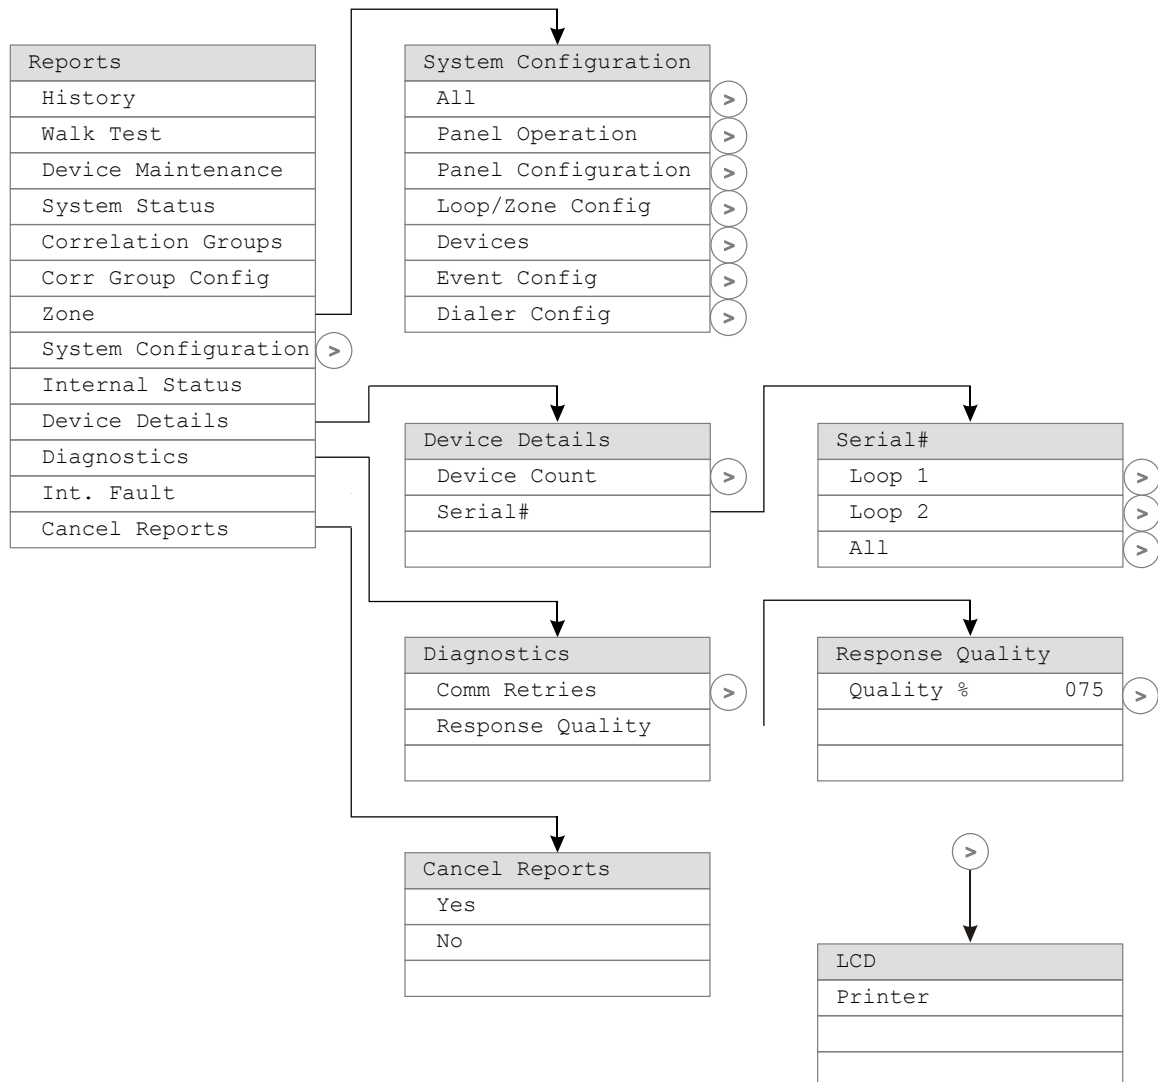 Reports
History
Walk Test
Device Maintenance
System Status
Correlation Groups
Corr Group Config
Zone
System Configuration >
Internal Status
Device Details
Diagnostics
Int. Fault
Cancel Reports
System Configuration
All >
Panel Operation >
Panel Configuration >
Loop/Zone Config >
Devices >
Event Config >
Dialer Config >
Device Details
Device Count >
Serial#
Serial#
Loop 1 >
Loop 2 >
All >
Diagnostics
Comm Retries >
Response Quality
Response Quality
Quality % 075 >
Cancel Reports
Yes
No
>
LCD
Printer